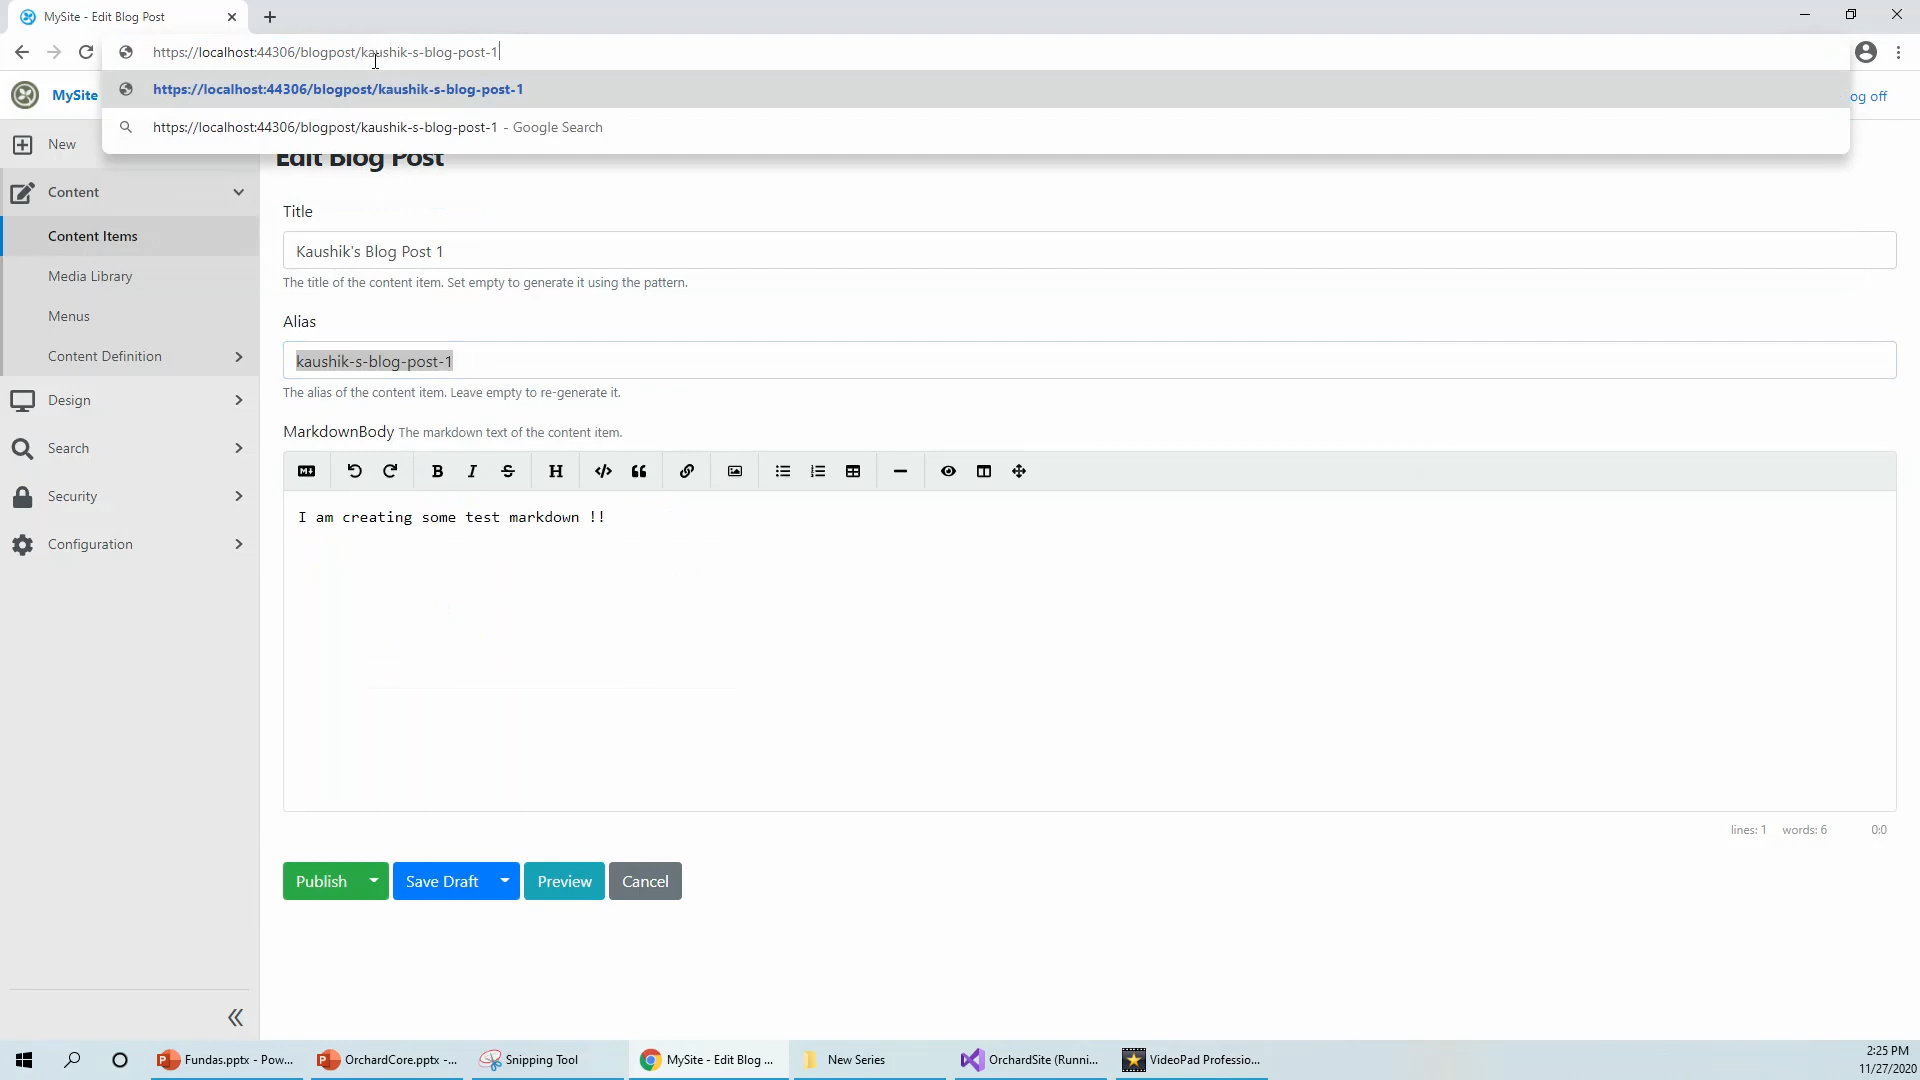 MySite - Edit Blog Post
https://localhost:44306/blogpost/kaushik-s-blog-post-1
https://localhost:44306/blogpost/kaushik-s-blog-post-1
https://localhost:44306/blogpost/kaushik-s-blog-post-1 - Google Search
MySite
og off
New
Edit Blog Post
Content
Content Items
Media Library
Menus
Content Definition
Design
Search
Security
Configuration
Title
Kaushik's Blog Post 1
The title of the content item. Set empty to generate it using the pattern.
Alias
kaushik-s-blog-post-1
The alias of the content item. Leave empty to re-generate it.
MarkdownBody The markdown text of the content item.
I am creating some test markdown !!
lines: 1 words: 6 0:0
Publish Save Draft Preview Cancel
Fundas.pptx - Pow... OrchardCore.pptx -... Snipping Tool MySite - Edit Blog ... New Series OrchardSite (Runni... VideoPad Professio...
2:25 PM
11/27/2020